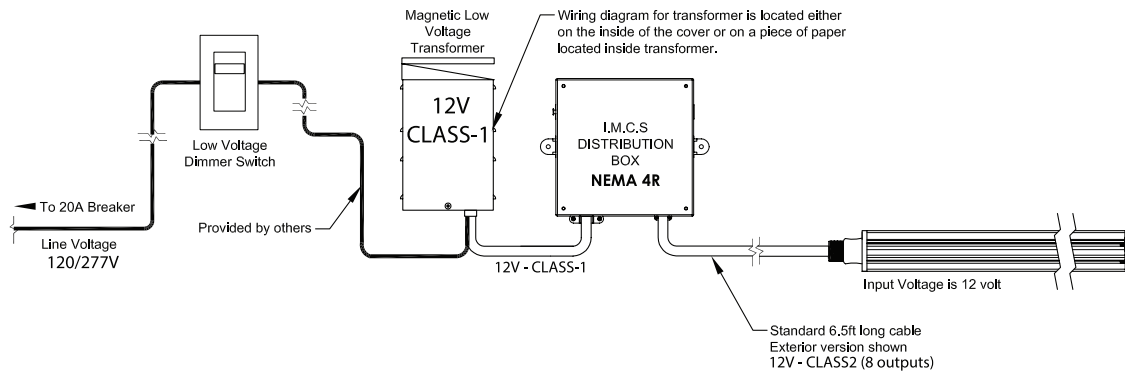 Magnetic Low
Voltage
Transformer
Wiring diagram for transformer is located either
on the inside of the cover or on a piece of paper
located inside transformer.
12V
CLASS-1
I.M.C.S
DISTRIBUTION
BOX
NEMA 4R
Low Voltage
Dimmer Switch
To 20A Breaker
Provided by others
Line Voltage
120/277V
12V - CLASS-1
Input Voltage is 12 volt
Standard 6.5ft long cable
Exterior version shown
12V - CLASS2 (8 outputs)